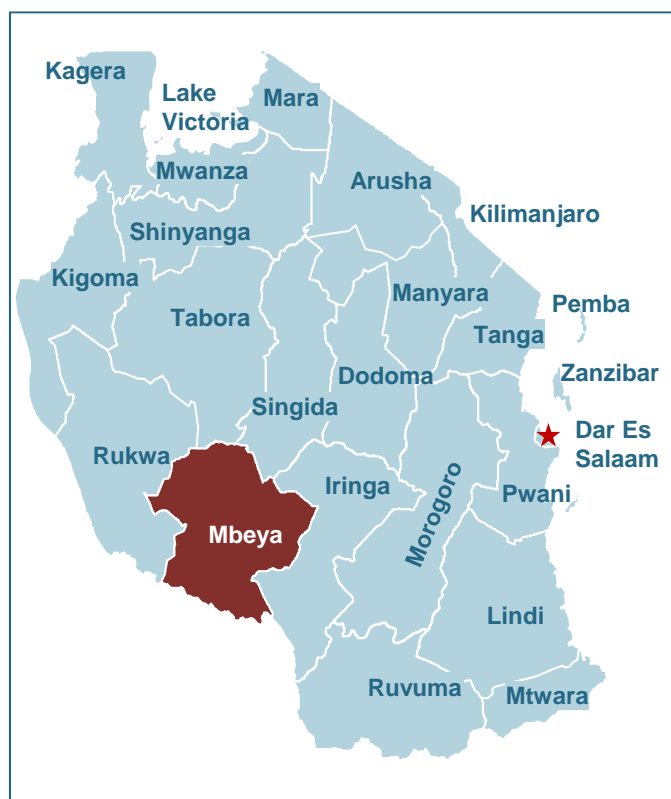 Kagera
Lake
Victoria
Mara
Mwanza
Arusha
Kilimanjaro
Shinyanga
Kigoma
Manyara
Pemba
Tabora
Tanga
Dodoma
Zanzibar
Singida
Dar Es
Salaam
Rukwa
Iringa
Pwani
Morogoro
Mbeya
Lindi
Ruvuma
Mtwara